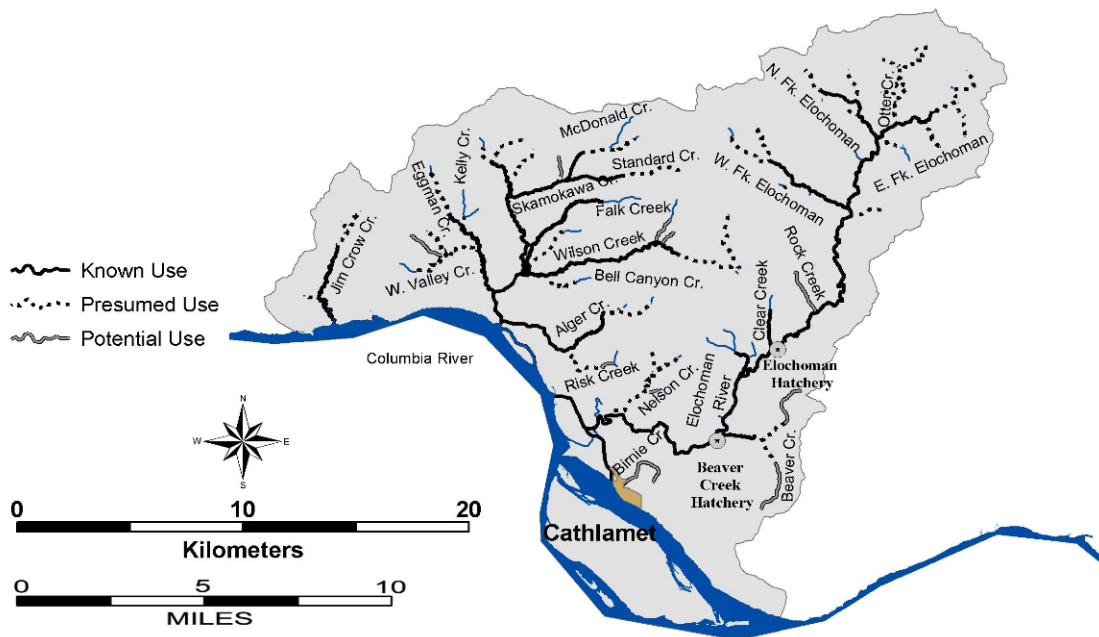 N. Fk. Elochoman
Otter Cr.
E. Fk. Elochoman
W. Fk. Elochoman
McDonald Cr.
Standard Cr.
Skamokawa Cr.
Kelly Cr.
Eggman Cr.
Falk Creek
Wilson Creek
Bell Canyon Cr.
Jim Crow Cr.
W. Valley Cr.
Rock Creek
Clear Creek
Alger Cr.
Known Use
Presumed Use
Potential Use
Columbia River
Risk Creek
Nelson Cr.
Elochoman
River
Elochoman
Hatchery
Birnie Cr.
Beaver Cr.
Beaver
Creek
Hatchery
N
W
E
S
Cathlamet
0 10 20
Kilometers
0 5 10
MILES